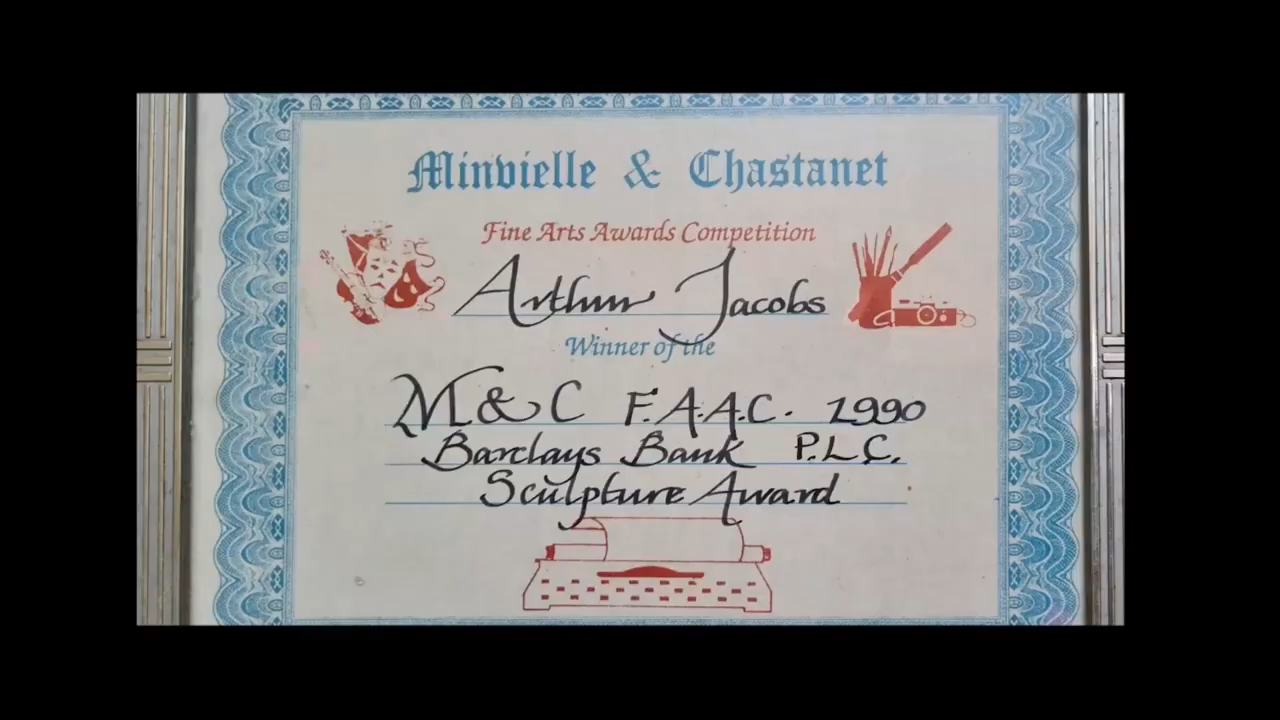 Minvielle & Chastanet
Fine Arts Awards Competition
Arthur Jacobs
Winner of the
M & C F.A.A.C. 1990
Barclays Bank P.L.C.
Sculpture Award